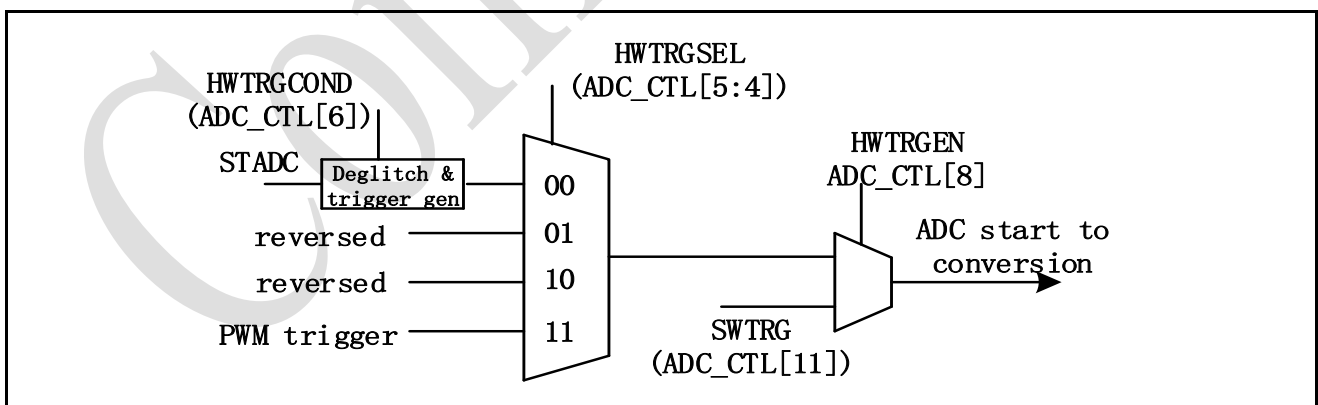 HWTRGSEL
(ADC_CTL[5:4])
HWTRGCOND
(ADC_CTL[6])
STADC
Deglitch &
trigger gen
00
reversed
01
reversed
10
PWM trigger
11
HWTRGEN
ADC_CTL[8]
ADC start to
conversion
SWTRG
(ADC_CTL[11])